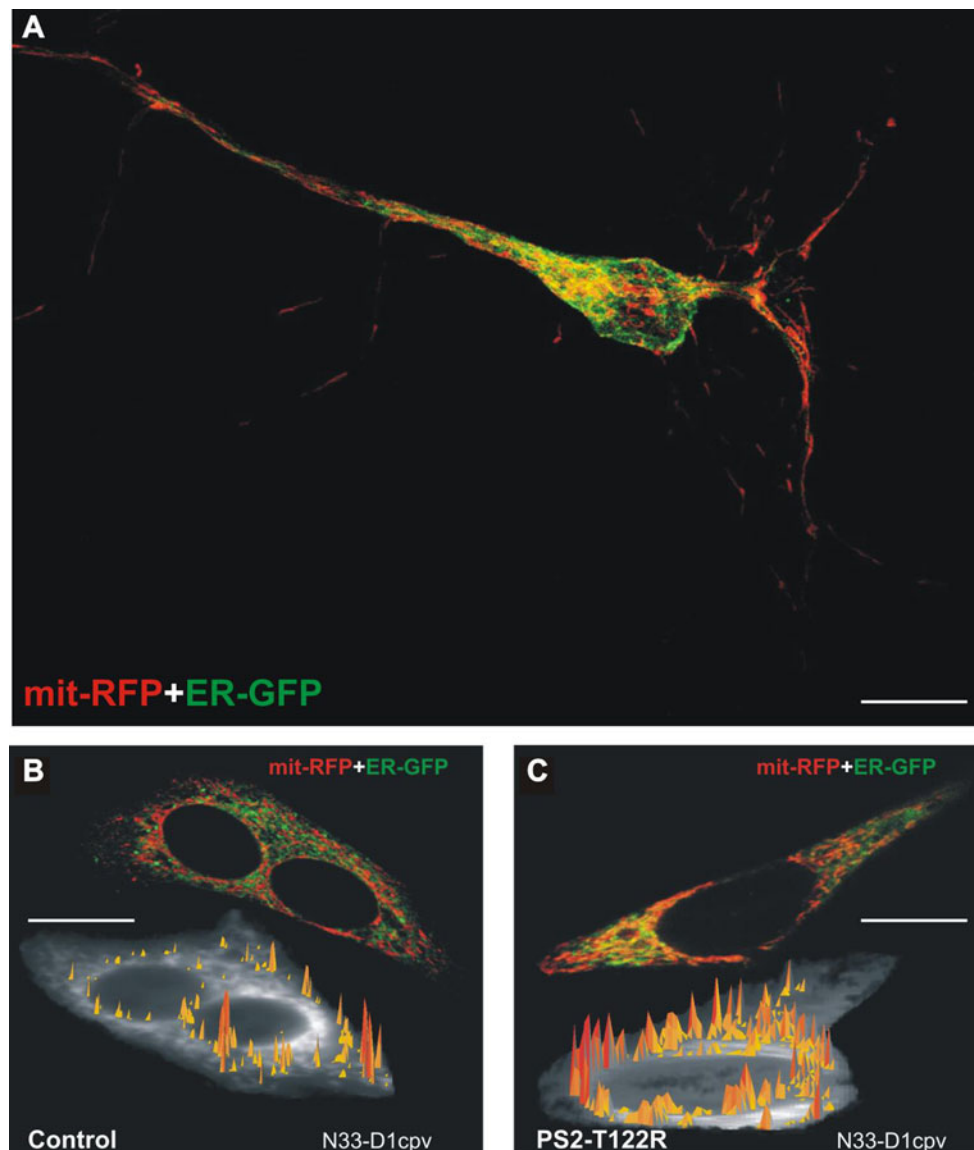 A
mit-RFP+ER-GFP
B
mit-RFP+ER-GFP
Control
N33-D1cpv
C
mit-RFP+ER-GFP
PS2-T122R
N33-D1cpv